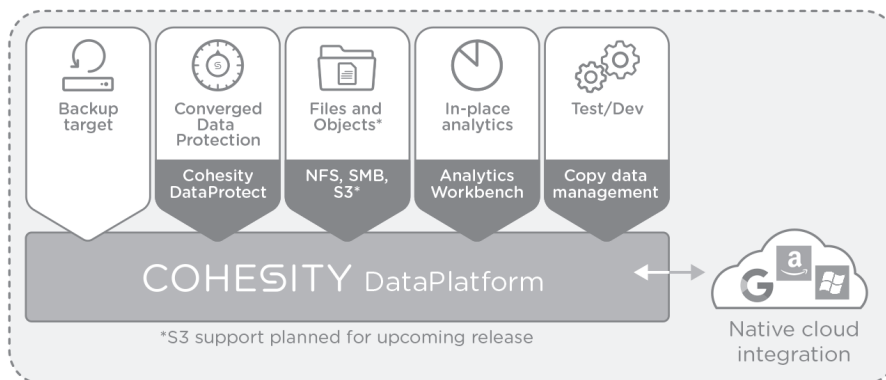 Backup
target
Converged
Data
Protection
Cohesity
DataProtect
Files and
Objects*
NFS, SMB,
S3*
In-place
analytics
Analytics
Workbench
Test/Dev
Copy data
management
COHESITY DataPlatform
*S3 support planned for upcoming release
G
a
Native cloud
integration